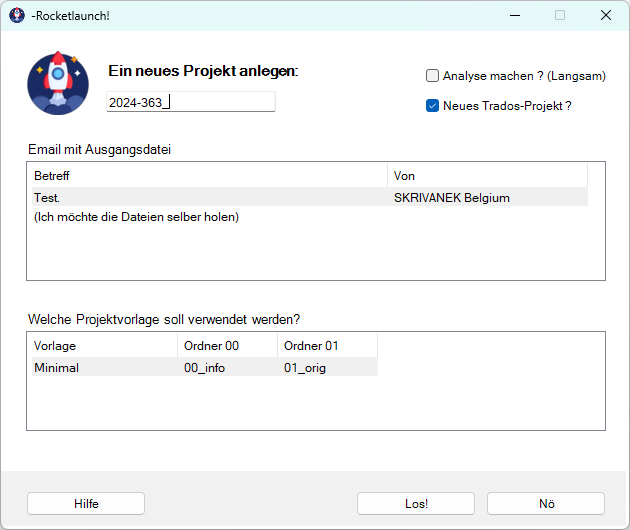 -Rocketlaunch!
Ein neues Projekt anlegen:
Analyse machen ? (Langsam)
2024-363_
Neues Trados-Projekt ?
Email mit Ausgangsdatei
Betreff Von
Test. SKRIVANEK Belgium
(Ich möchte die Dateien selber holen)
Welche Projektvorlage soll verwendet werden?
Vorlage Ordner 00 Ordner 01
Minimal 00_info 01_orig
Hilfe Los! Nö